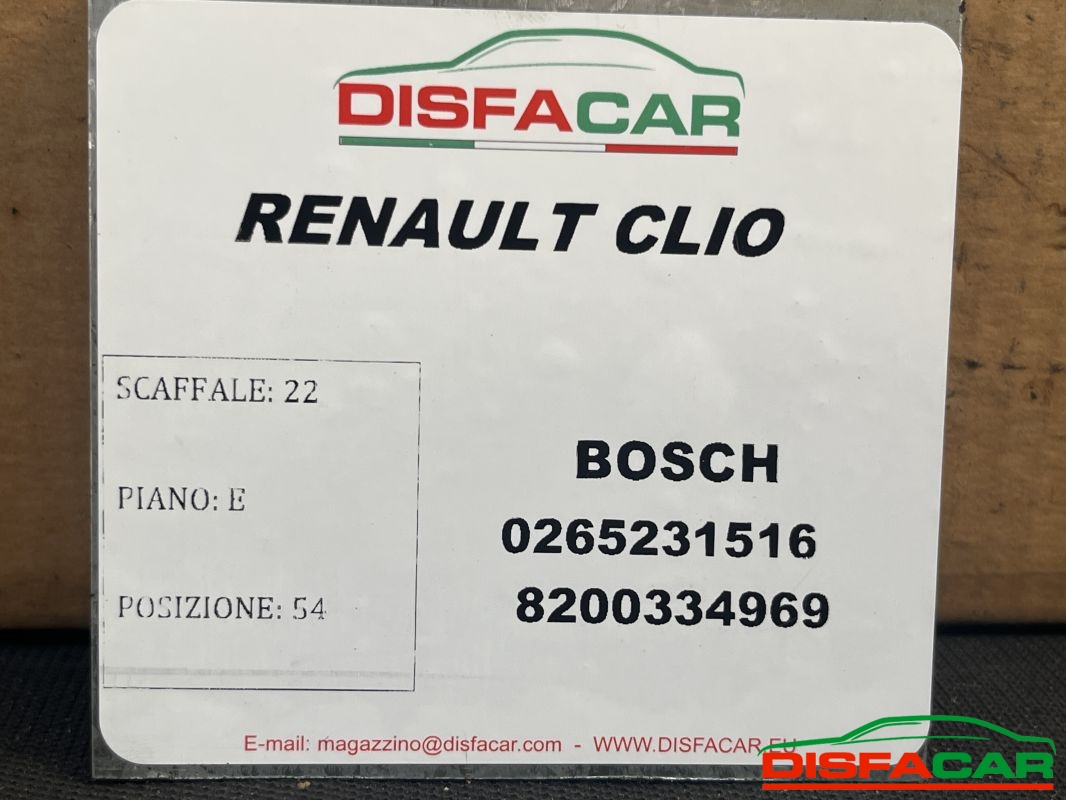 DISFACAR
RENAULT CLIO
SCAFFALE: 22
PIANO: E
POSIZIONE: 54
BOSCH
0265231516
8200334969
E-mail: magazzino@disfacar.com - WWW.DISFACAR.EU
DISFACAR